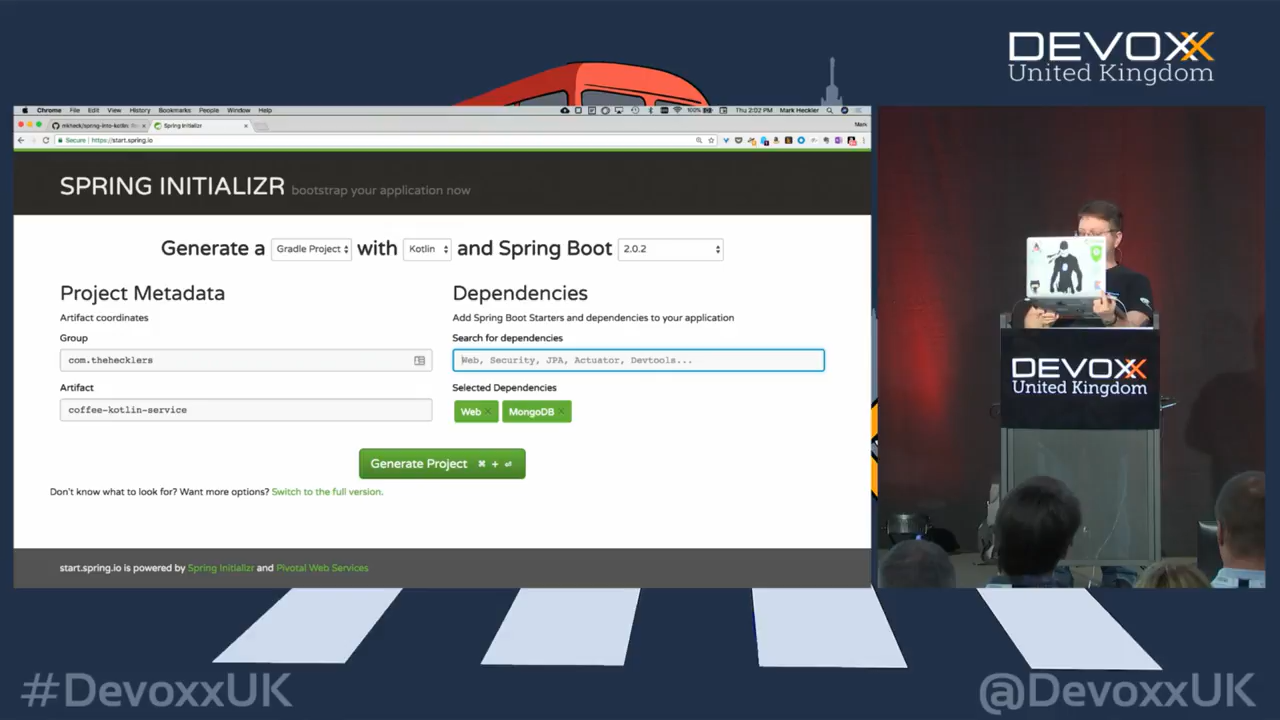 DEVOXX
United Kingdom
Chrome File Edit View History Bookmarks People Window Help
100%
Thu 2:02 PM Mark Heckler
Spring Initializr
Mark
Secure https://start.spring.io
SPRING INITIALIZR bootstrap your application now
Generate a Gradle Project with Kotlin and Spring Boot 2.0.2
Project Metadata
Artifact coordinates
Group
com.thehecklers
Artifact
coffee-kotlin-service
Dependencies
Add Spring Boot Starters and dependencies to your application
Search for dependencies
Web, Security, JPA, Actuator, Devtools...
Selected Dependencies
Web × MongoDB ×
Generate Project ⌘ + ⏎
Don't know what to look for? Want more options? Switch to the full version.
start.spring.io is powered by Spring Initializr and Pivotal Web Services
DEVOXX
United Kingdom
#DevoxxUK
@DevoxxUK